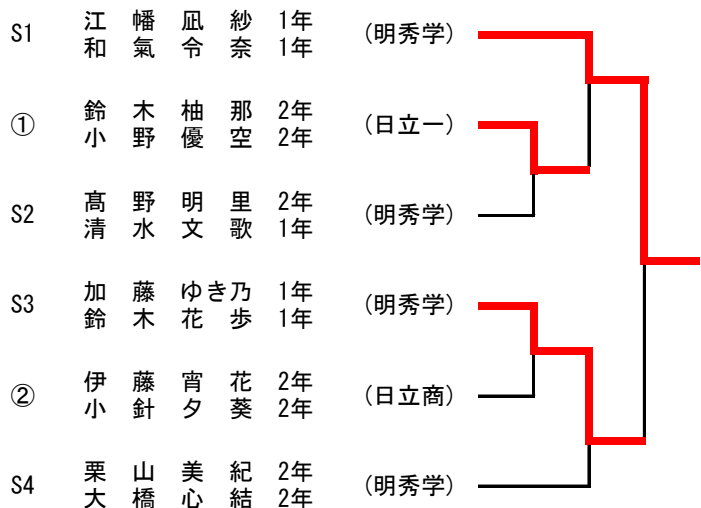 S1 江幡凪紗 1年 (明秀学)
和氣令奈 1年
① 鈴木柚那 2年 (日立一)
小野優空 2年
S2 髙野明里 2年 (明秀学)
清水文歌 1年
S3 加藤ゆき乃 1年 (明秀学)
鈴木花歩 1年
② 伊藤宵花 2年 (日立商)
小針夕葵 2年
S4 栗山美紀 2年 (明秀学)
大橋心結 2年